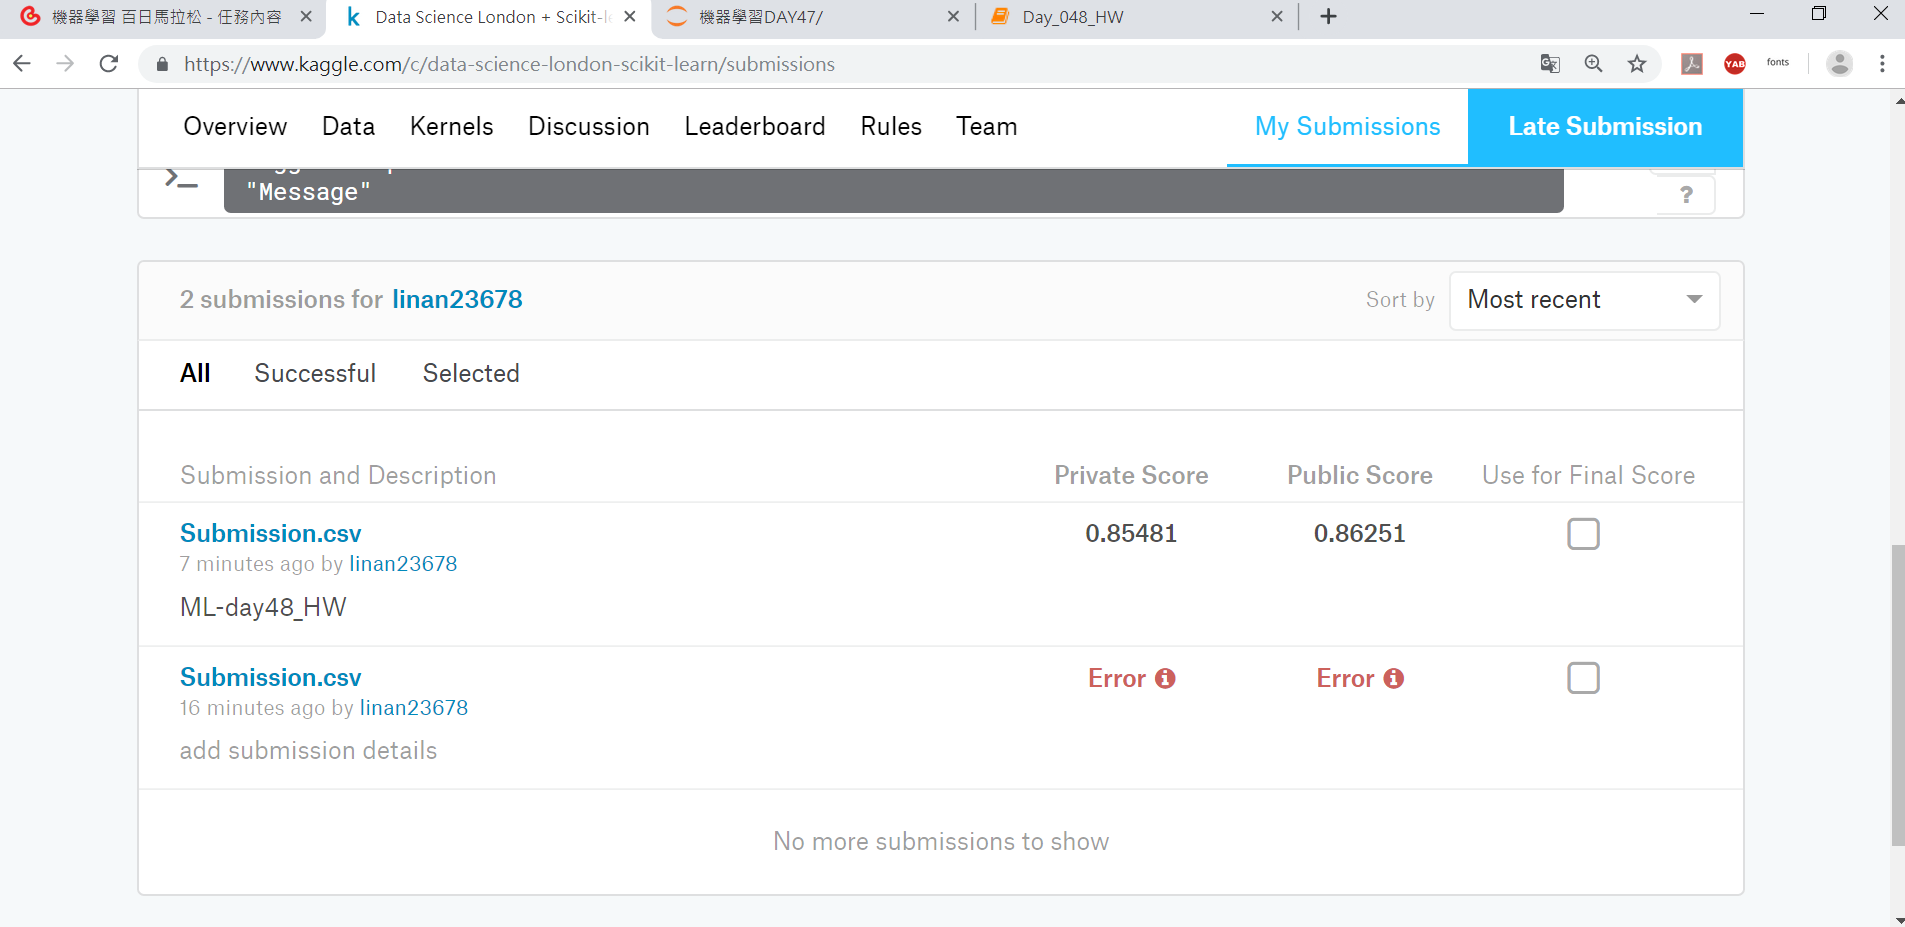 機器學習 百日馬拉松 - 任務內容
Data Science London + Scikit-le
機器學習DAY47/
Day_048_HW
https://www.kaggle.com/c/data-science-london-scikit-learn/submissions
YAB
fonts
Overview Data Kernels Discussion Leaderboard Rules Team My Submissions Late Submission
>_ "Message" ?
2 submissions for linan23678 Sort by Most recent
All Successful Selected
Submission and Description Private Score Public Score Use for Final Score
Submission.csv 0.85481 0.86251
7 minutes ago by linan23678
ML-day48_HW
Submission.csv Error Error
16 minutes ago by linan23678
add submission details
No more submissions to show